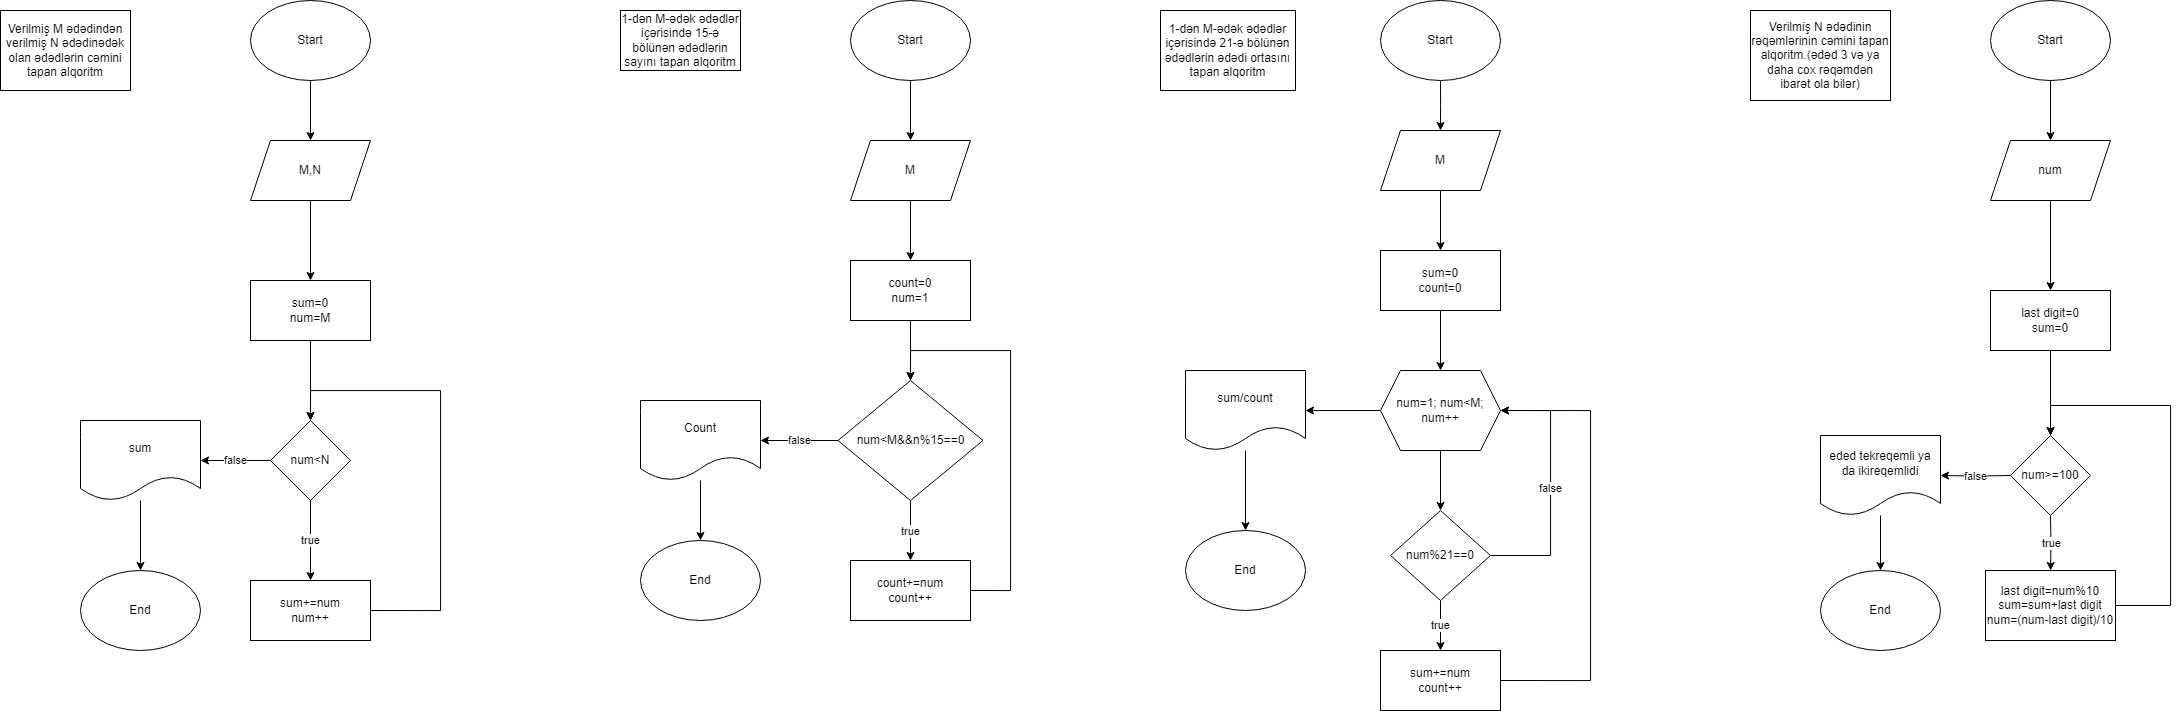 Verilmiş M ədədindən
verilmiş N ədədinədək
olan ədədlərin cəmini
tapan alqoritm
Start
M,N
sum=0
num=M
num<N
false
sum
End
true
sum+=num
num++
1-dən M-ədək ədədlər
içərisində 15-ə
bölünən ədədlərin
sayını tapan alqoritm
Start
M
count=0
num=1
num<M&&n%15==0
false
Count
End
true
count+=num
count++
1-dən M-ədək ədədlər
içərisində 21-ə bölünən
ədədlərin ədədi ortasını
tapan alqoritm
Start
M
sum=0
count=0
num=1; num<M;
num++
sum/count
End
false
num%21==0
true
sum+=num
count++
Verilmiş N ədədinin
rəqəmlərinin cəmini tapan
alqoritm.(ədəd 3 və ya
daha cox rəqəmdən
ibarət ola bilər)
Start
num
last digit=0
sum=0
num>=100
false
eded tekreqemli ya
da ikireqemlidi
End
true
last digit=num%10
sum=sum+last digit
num=(num-last digit)/10